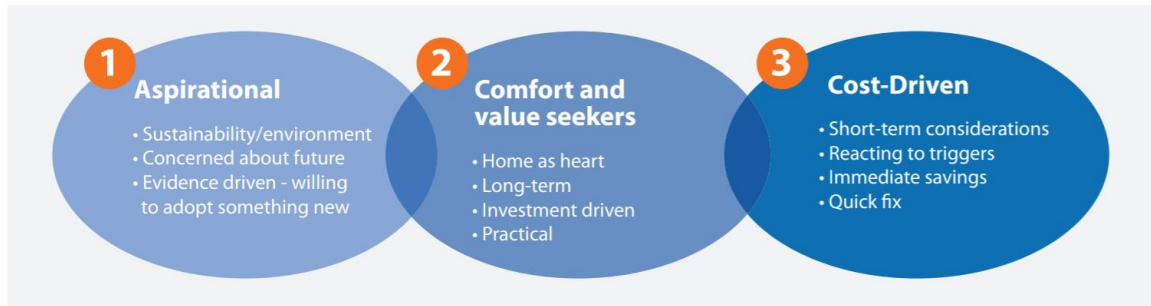 1
Aspirational
• Sustainability/environment
• Concerned about future
• Evidence driven - willing
to adopt something new
2
Comfort and
value seekers
• Home as heart
• Long-term
• Investment driven
• Practical
3
Cost-Driven
• Short-term considerations
• Reacting to triggers
• Immediate savings
• Quick fix